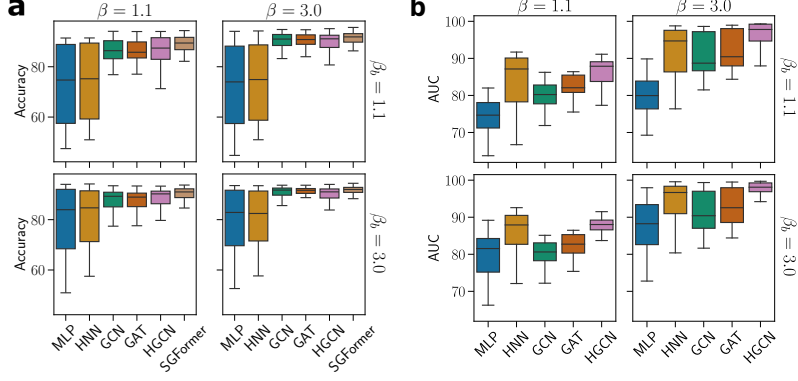 a
β = 1.1
β = 3.0
Accuracy
80
60
β_h = 1.1
Accuracy
80
60
β_h = 3.0
MLP
HNN
GCN
GAT
HGCN
SGFormer
MLP
HNN
GCN
GAT
HGCN
SGFormer
b
β = 1.1
β = 3.0
AUC
100
90
80
70
β_h = 1.1
AUC
100
90
80
70
β_h = 3.0
MLP
HNN
GCN
GAT
HGCN
MLP
HNN
GCN
GAT
HGCN